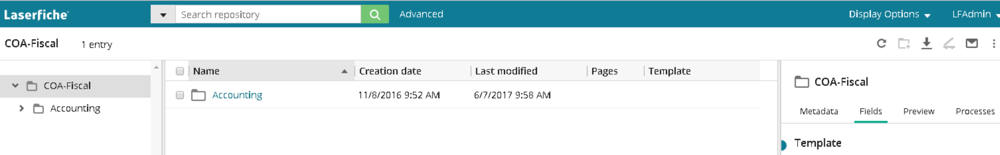 Laserfiche Search repository Advanced Display Options LFAdmin
COA-Fiscal 1 entry
COA-Fiscal
Accounting
Name Creation date Last modified Pages Template
Accounting 11/8/2016 9:52 AM 6/7/2017 9:58 AM
COA-Fiscal
Metadata Fields Preview Processes
Template